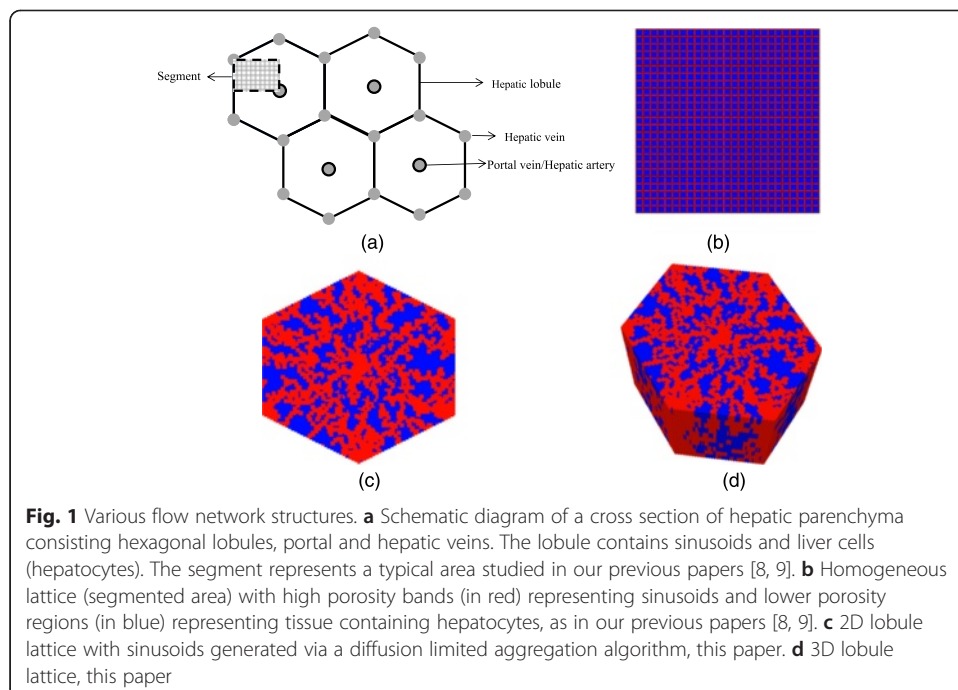 Segment
Hepatic lobule
Hepatic vein
Portal vein/Hepatic artery
(a)
(b)
(c)
(d)
Fig. 1 Various flow network structures. a Schematic diagram of a cross section of hepatic parenchyma
consisting hexagonal lobules, portal and hepatic veins. The lobule contains sinusoids and liver cells
(hepatocytes). The segment represents a typical area studied in our previous papers [8, 9]. b Homogeneous
lattice (segmented area) with high porosity bands (in red) representing sinusoids and lower porosity
regions (in blue) representing tissue containing hepatocytes, as in our previous papers [8, 9]. c 2D lobule
lattice with sinusoids generated via a diffusion limited aggregation algorithm, this paper. d 3D lobule
lattice, this paper